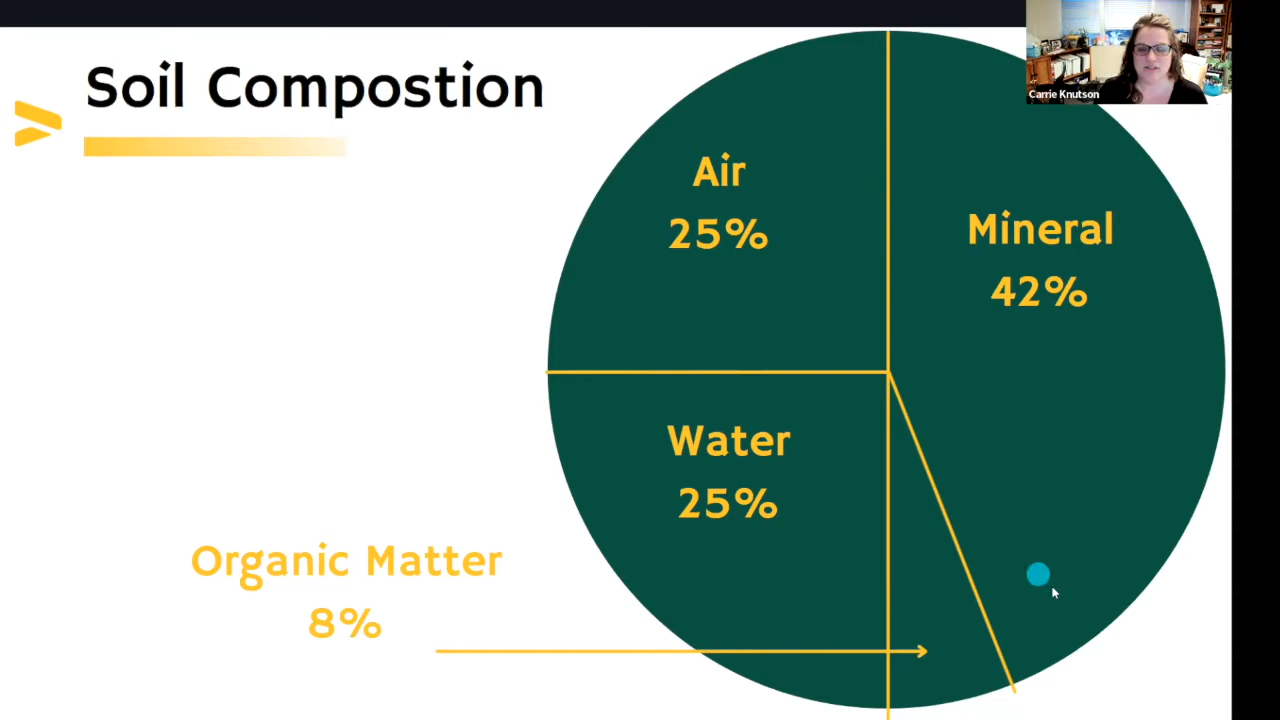 Soil Compostion
Carrie Knutson
Air
25%
Mineral
42%
Water
25%
Organic Matter
8%